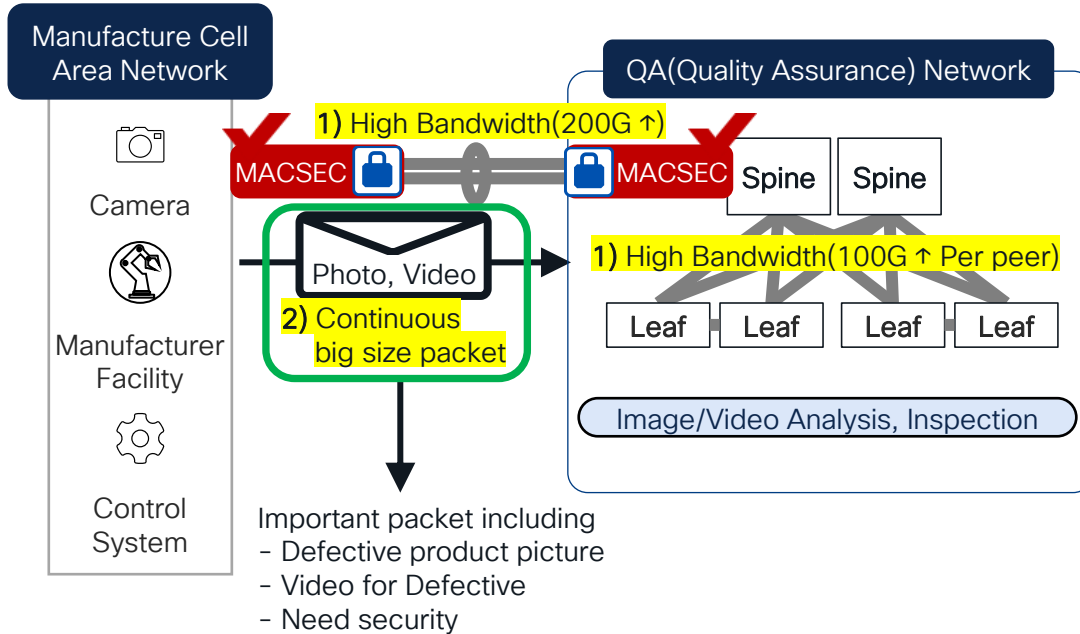 Manufacture Cell
Area Network
Camera
Manufacturer
Facility
Control
System
1) High Bandwidth(200G ↑)
MACSEC
MACSEC
Photo, Video
2) Continuous
big size packet
Important packet including
- Defective product picture
- Video for Defective
- Need security
QA(Quality Assurance) Network
Spine
Spine
1) High Bandwidth(100G ↑ Per peer)
Leaf
Leaf
Leaf
Leaf
Image/Video Analysis, Inspection